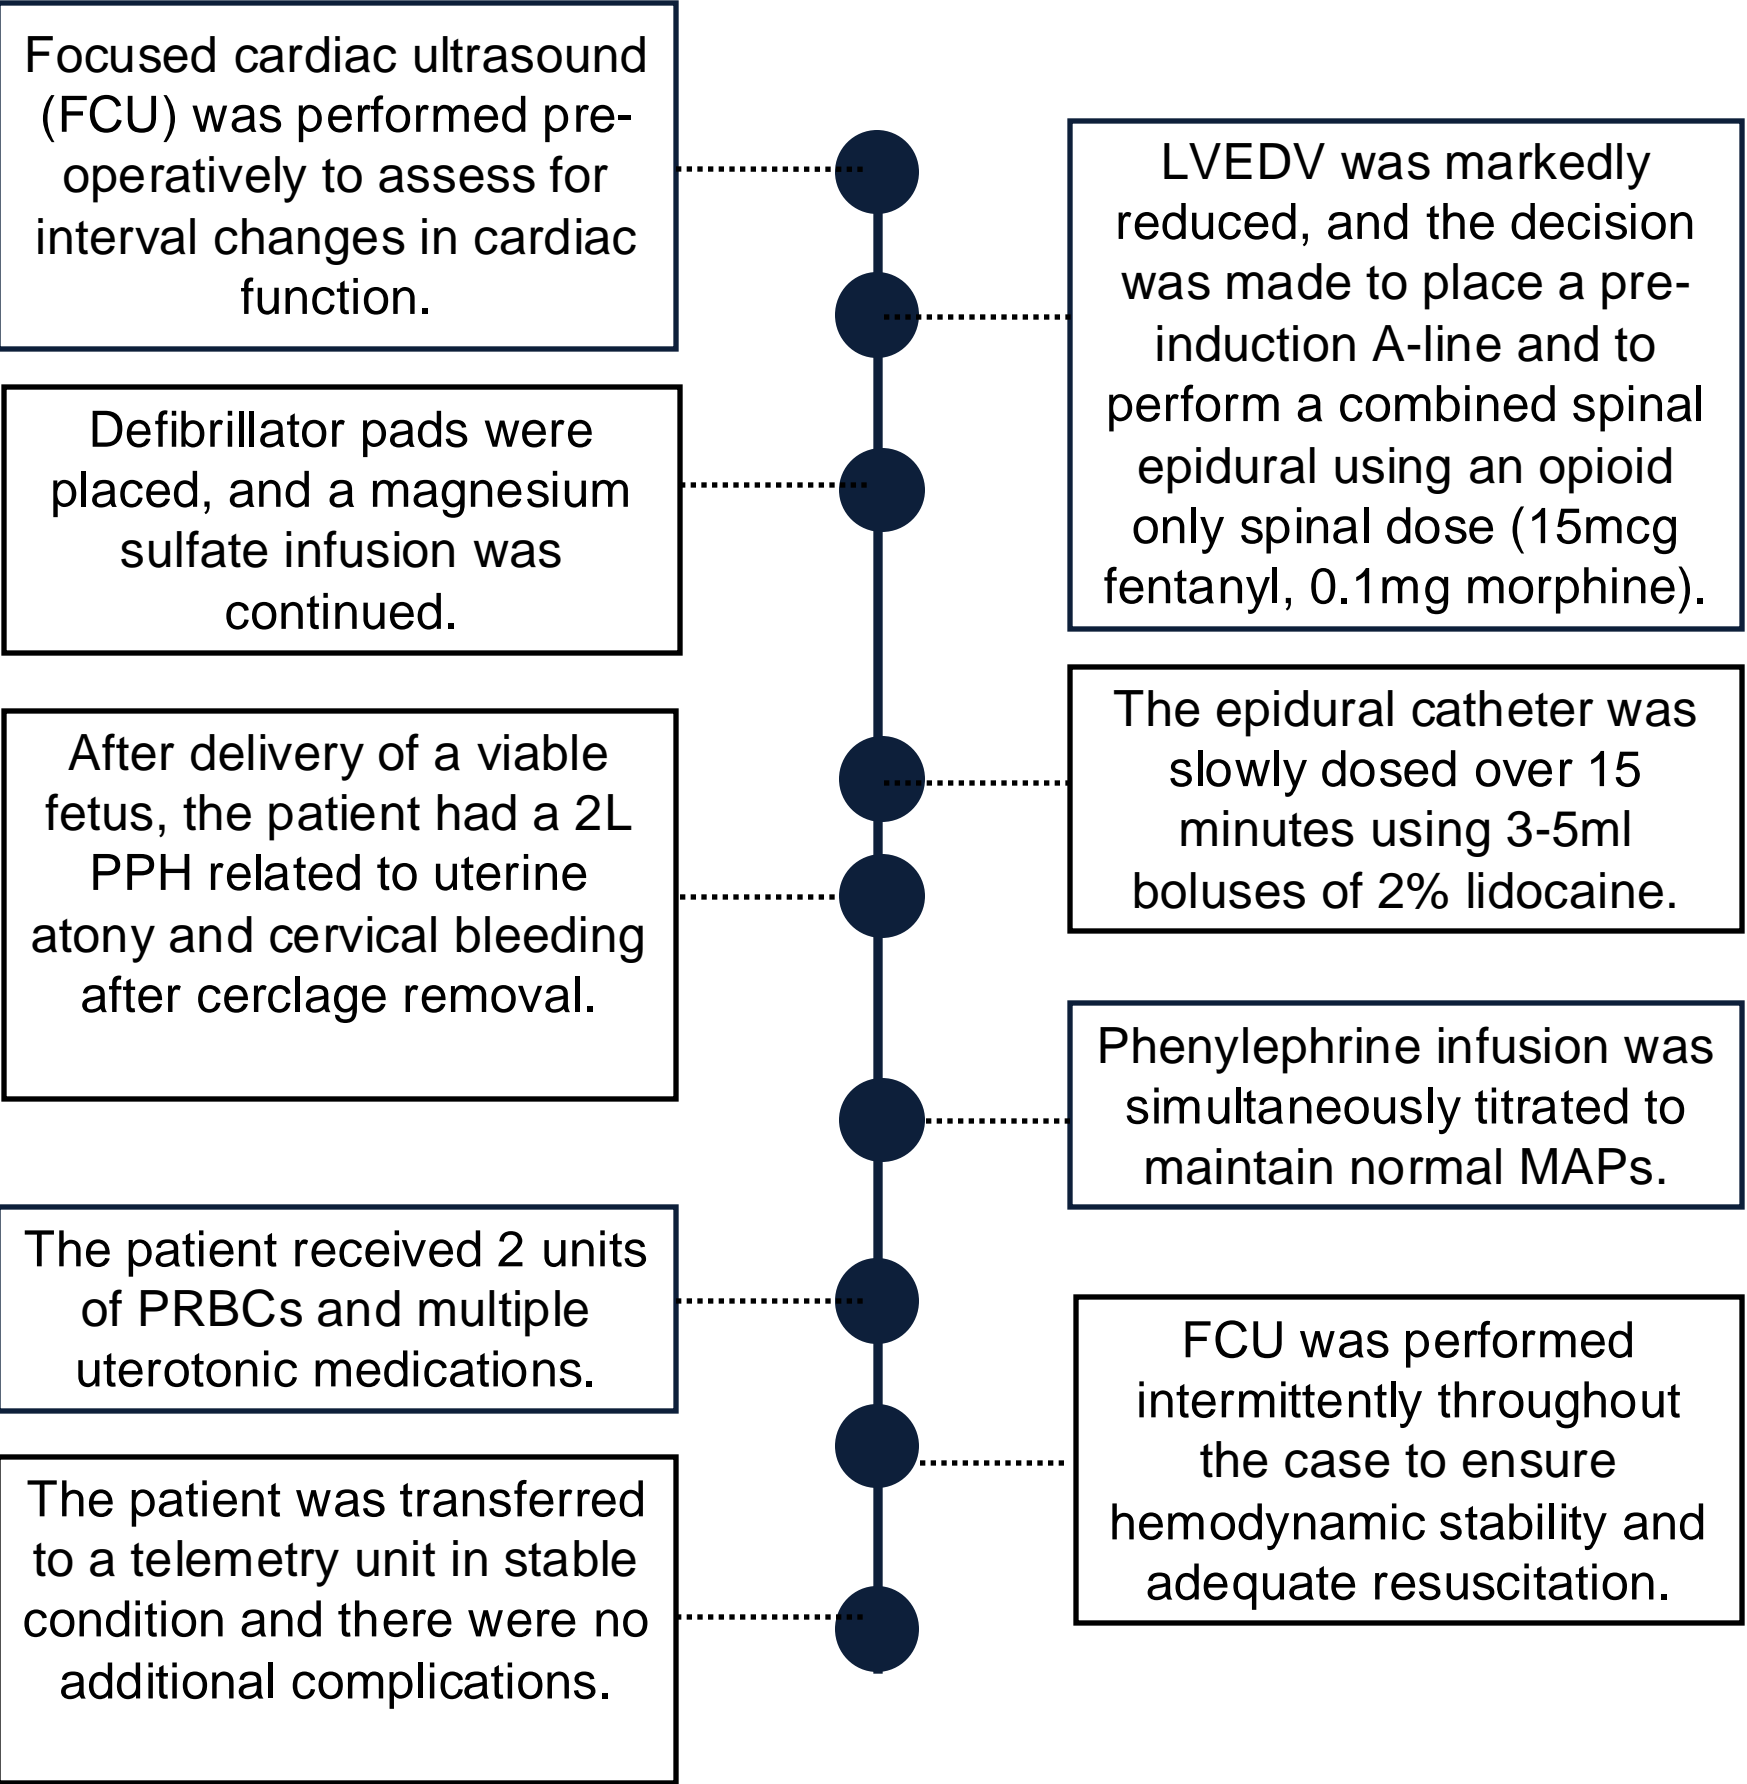 Focused cardiac ultrasound
(FCU) was performed pre-
operatively to assess for
interval changes in cardiac
function.
LVEDV was markedly
reduced, and the decision
was made to place a pre-
induction A-line and to
perform a combined spinal
epidural using an opioid
only spinal dose (15mcg
fentanyl, 0.1mg morphine).
Defibrillator pads were
placed, and a magnesium
sulfate infusion was
continued.
The epidural catheter was
slowly dosed over 15
minutes using 3-5ml
boluses of 2% lidocaine.
After delivery of a viable
fetus, the patient had a 2L
PPH related to uterine
atony and cervical bleeding
after cerclage removal.
Phenylephrine infusion was
simultaneously titrated to
maintain normal MAPs.
The patient received 2 units
of PRBCs and multiple
uterotonic medications.
FCU was performed
intermittently throughout
the case to ensure
hemodynamic stability and
adequate resuscitation.
The patient was transferred
to a telemetry unit in stable
condition and there were no
additional complications.